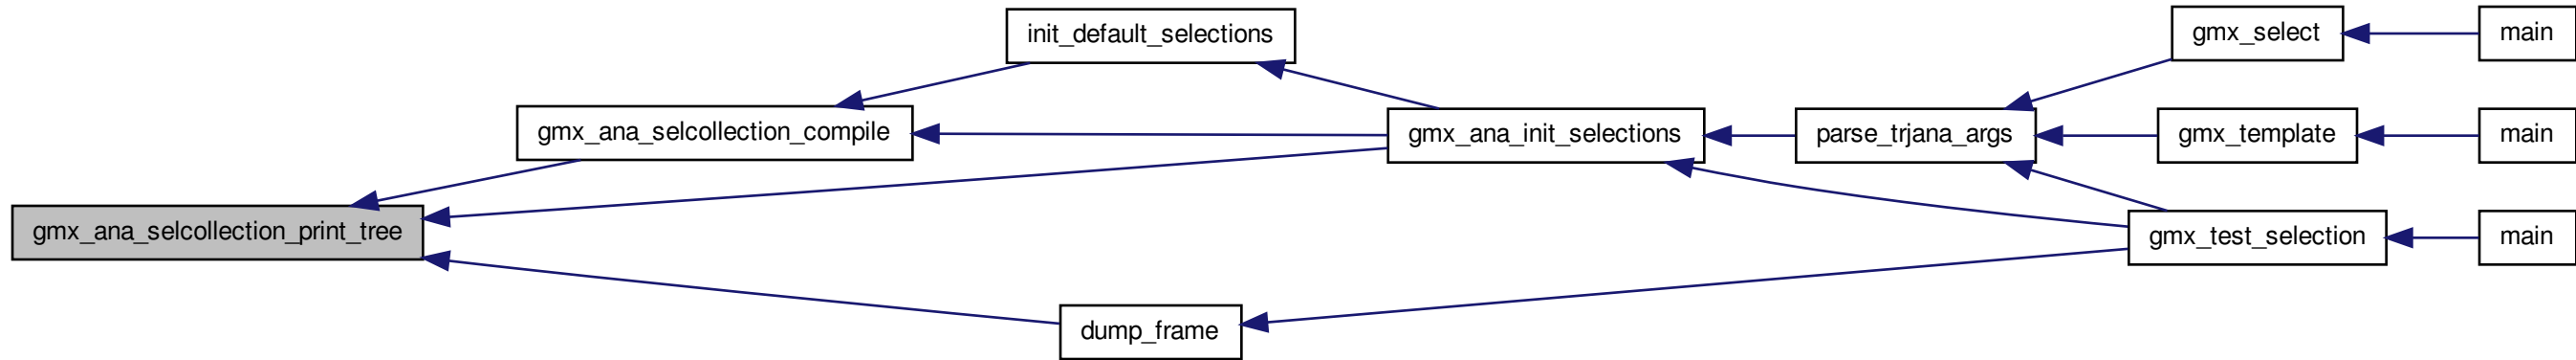 gmx_ana_selcollection_print_tree
gmx_ana_selcollection_compile
init_default_selections
gmx_ana_init_selections
parse_trjana_args
gmx_select
main
gmx_template
main
gmx_test_selection
main
dump_frame